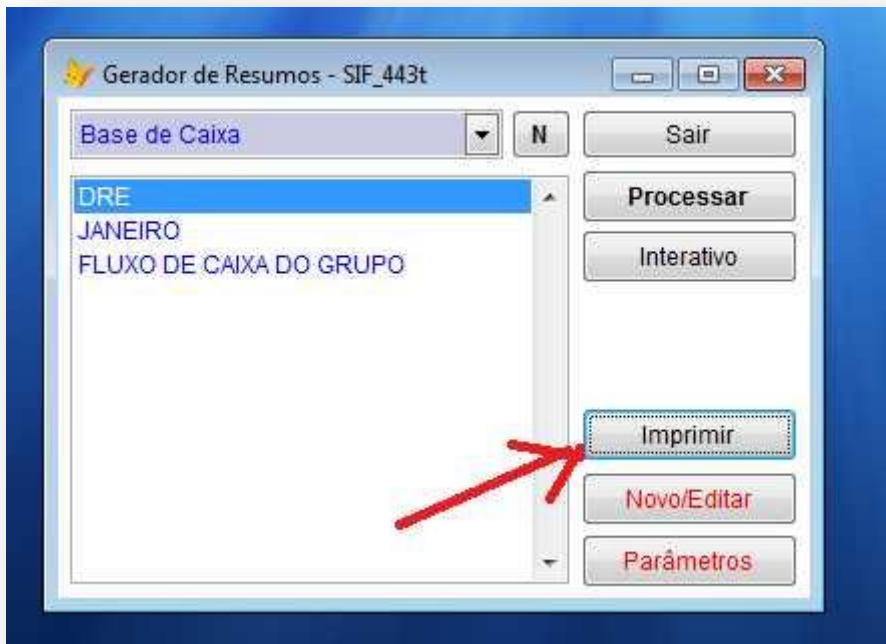 Gerador de Resumos - SIF_443t
Base de Caixa
N
Sair
DRE
JANEIRO
FLUXO DE CAIXA DO GRUPO
Processar
Interativo
Imprimir
Novo/Editar
Parâmetros